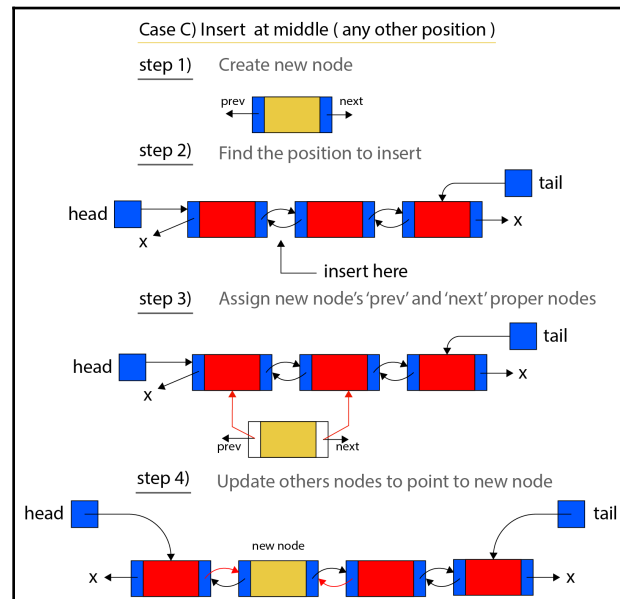 Case C) Insert at middle ( any other position )
step 1) Create new node
prev next
step 2) Find the position to insert
tail
head
x x
insert here
step 3) Assign new node's 'prev' and 'next' proper nodes
tail
head
x x
prev next
step 4) Update others nodes to point to new node
head tail
new node
x x